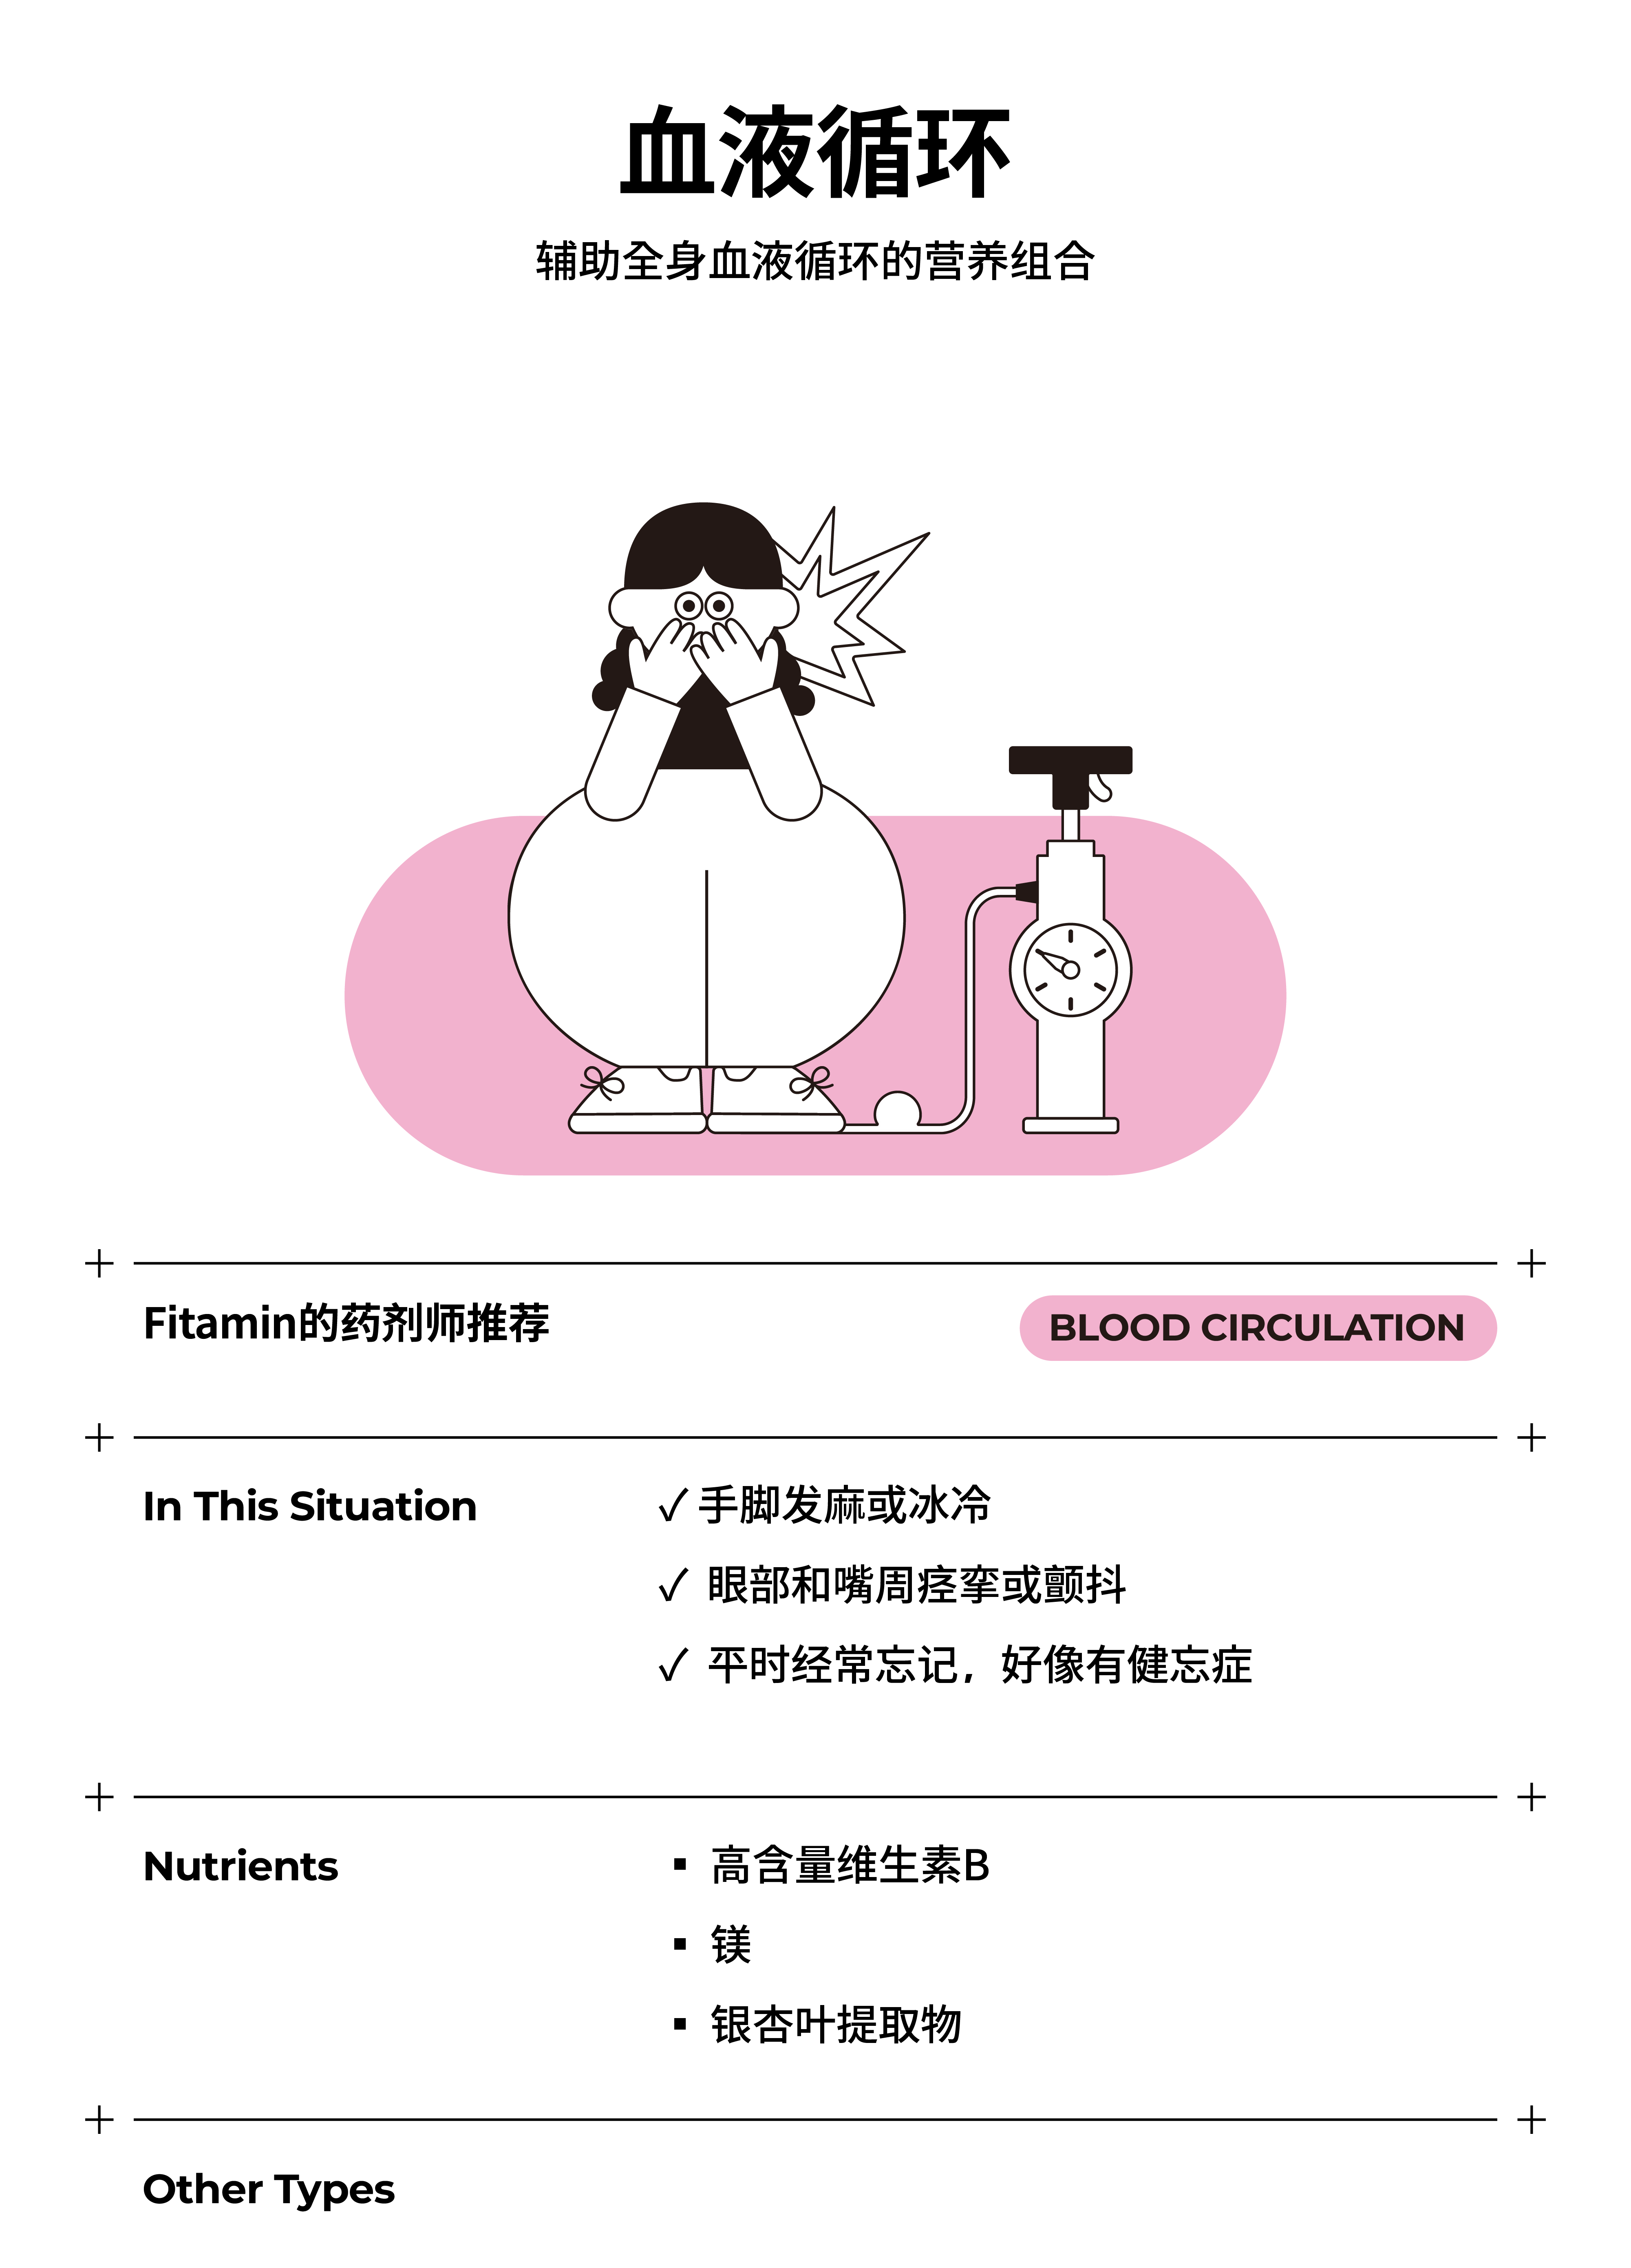 血液循环
辅助全身血液循环的营养组合
Fitamin的药剂师推荐
BLOOD CIRCULATION
In This Situation
✓ 手脚发麻或冰冷
✓ 眼部和嘴周痉挛或颤抖
✓ 平时经常忘记，好像有健忘症
Nutrients
▪ 高含量维生素B
▪ 镁
▪ 银杏叶提取物
Other Types